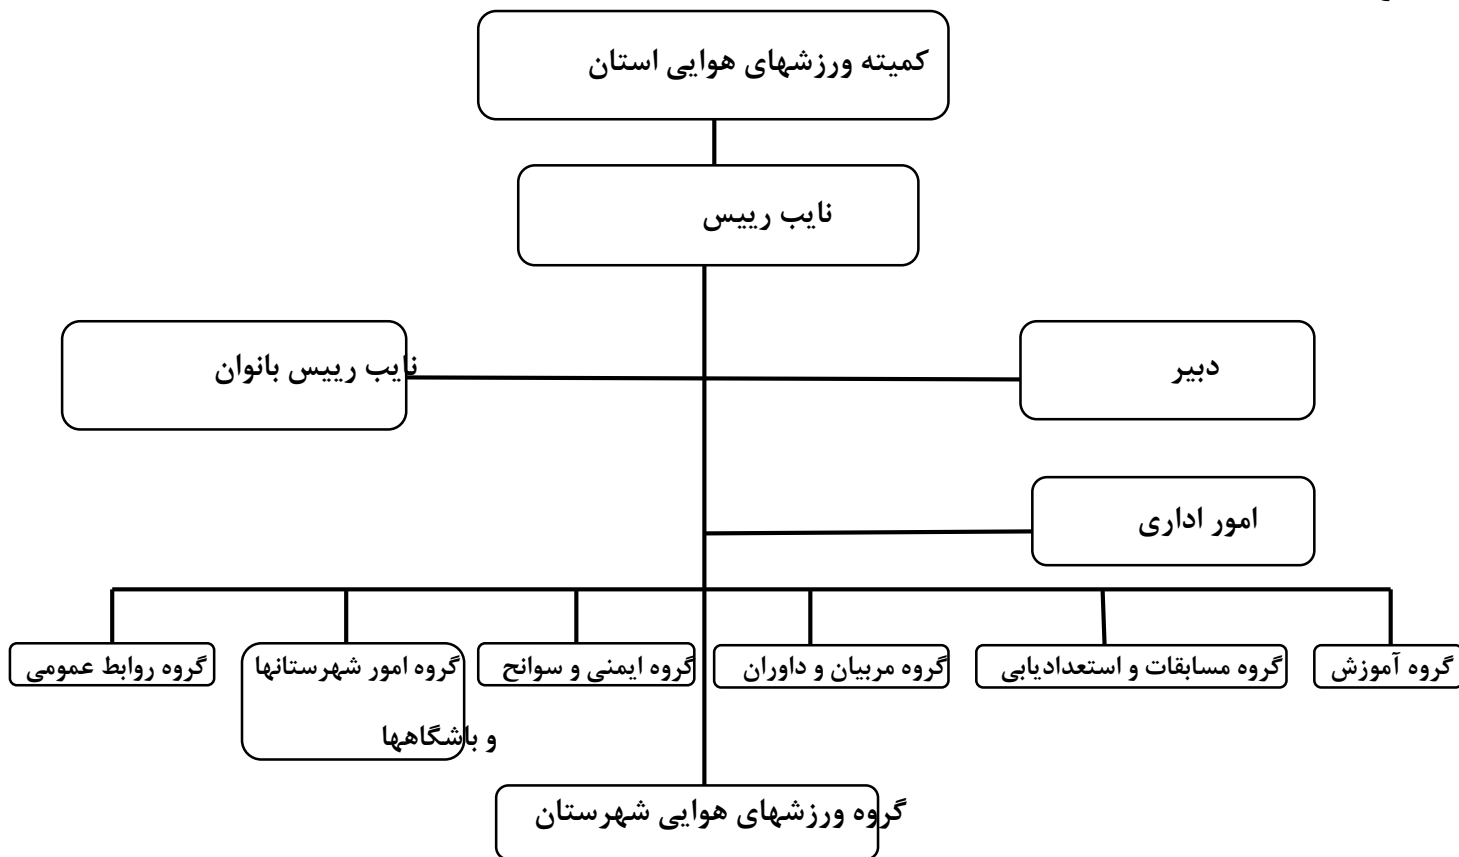 کمیته ورزشهای هوایی استان
نایب رییس
دبیر
نایب رییس بانوان
امور اداری
گروه آموزش
گروه مسابقات و استعدادیابی
گروه مربیان و داوران
گروه ایمنی و سوانح
گروه امور شهرستانها
و باشگاهها
گروه روابط عمومی
گروه ورزشهای هوایی شهرستان